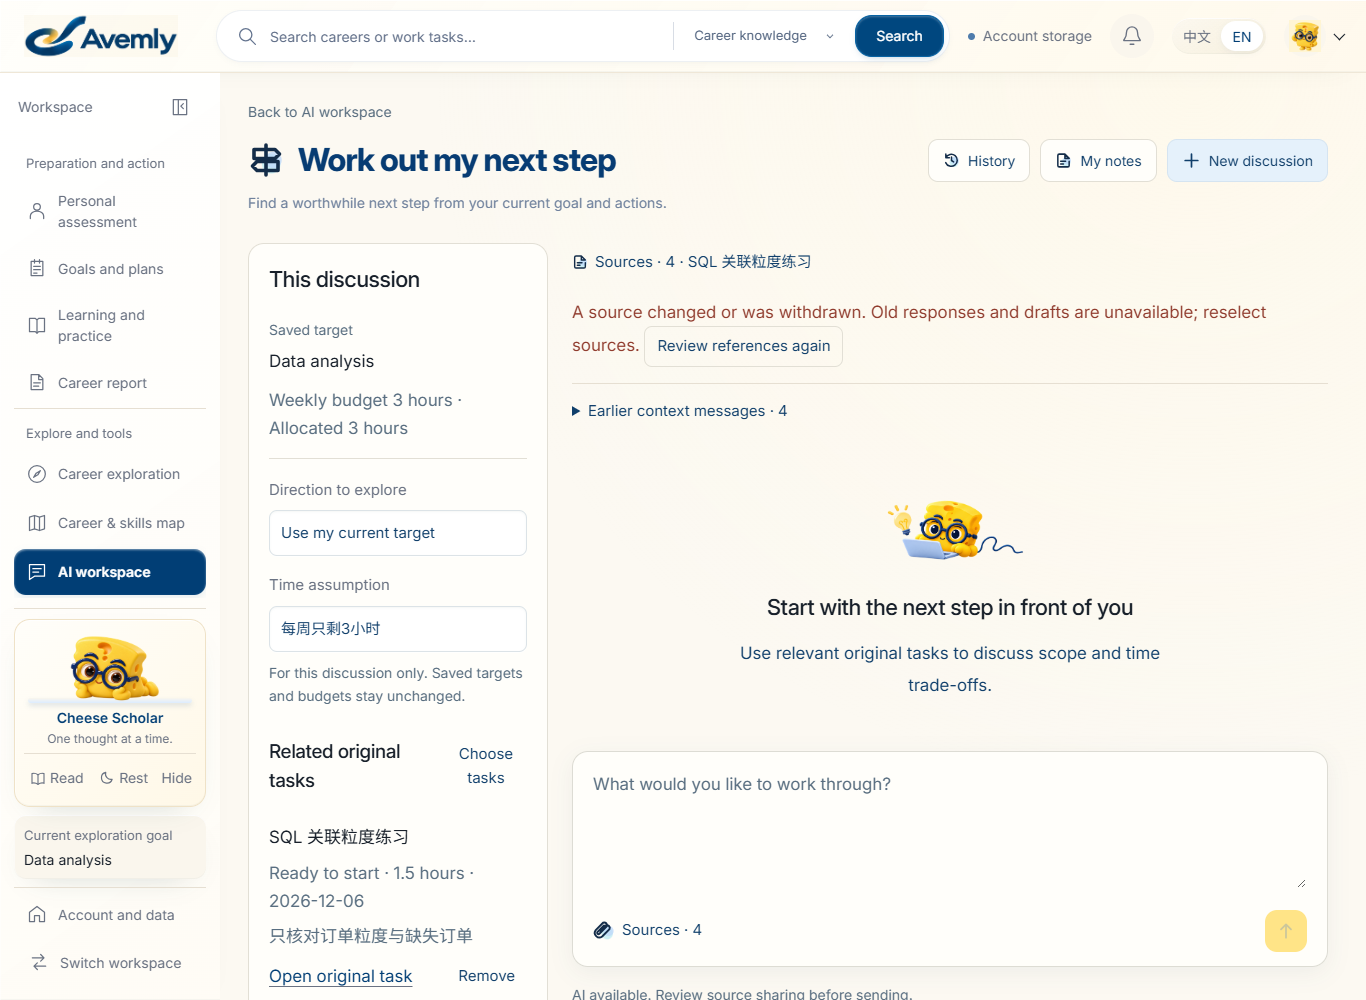 Avemly
Search careers or work tasks...
Career knowledge
Search
Account storage
中文
EN
Workspace
Preparation and action
Personal
assessment
Goals and plans
Learning and
practice
Career report
Explore and tools
Career exploration
Career & skills map
AI workspace
Cheese Scholar
One thought at a time.
Read
Rest
Hide
Current exploration goal
Data analysis
Account and data
Switch workspace
Back to AI workspace
Work out my next step
Find a worthwhile next step from your current goal and actions.
History
My notes
New discussion
This discussion
Saved target
Data analysis
Weekly budget 3 hours ·
Allocated 3 hours
Direction to explore
Use my current target
Time assumption
每周只剩3小时
For this discussion only. Saved targets
and budgets stay unchanged.
Related original
tasks
Choose
tasks
SQL 关联粒度练习
Ready to start · 1.5 hours ·
2026-12-06
只核对订单粒度与缺失订单
Open original task
Remove
Sources · 4 · SQL 关联粒度练习
A source changed or was withdrawn. Old responses and drafts are unavailable; reselect
sources.
Review references again
Earlier context messages · 4
Start with the next step in front of you
Use relevant original tasks to discuss scope and time
trade-offs.
What would you like to work through?
Sources · 4
AI available. Review source sharing before sending.